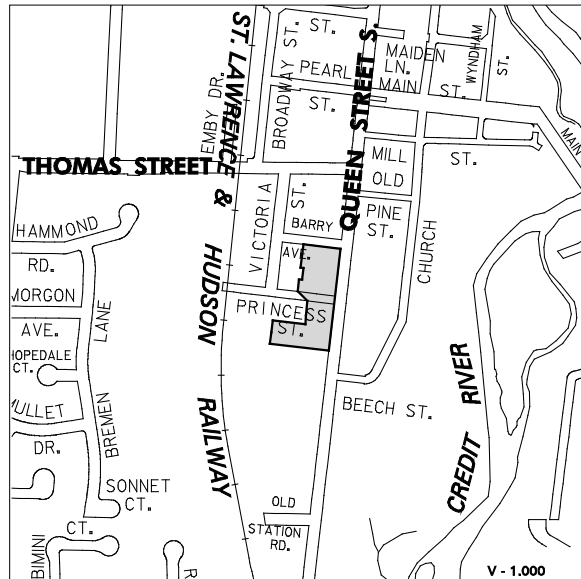 ST. LAWRENCE & HUDSON RAILWAY
EMBY DR.
BROADWAY ST.
ST.
PEARL
ST.
QUEEN STREET S.
MAIDEN
LN.
MAIN
ST.
WYNDHAM
ST.
MAIN
THOMAS STREET
MILL
ST.
OLD
VICTORIA
ST.
BARRY
AVE.
PINE
ST.
CHURCH
HAMMOND
RD.
MORGON
AVE.
LANE
BREMEN
HOPEDALE
CT.
MULLET
DR.
PRINCESS
ST.
BEECH ST.
CREDIT RIVER
SONNET
CT.
CT.
BIMINI
R
OLD
STATION
RD.
V - 1.000